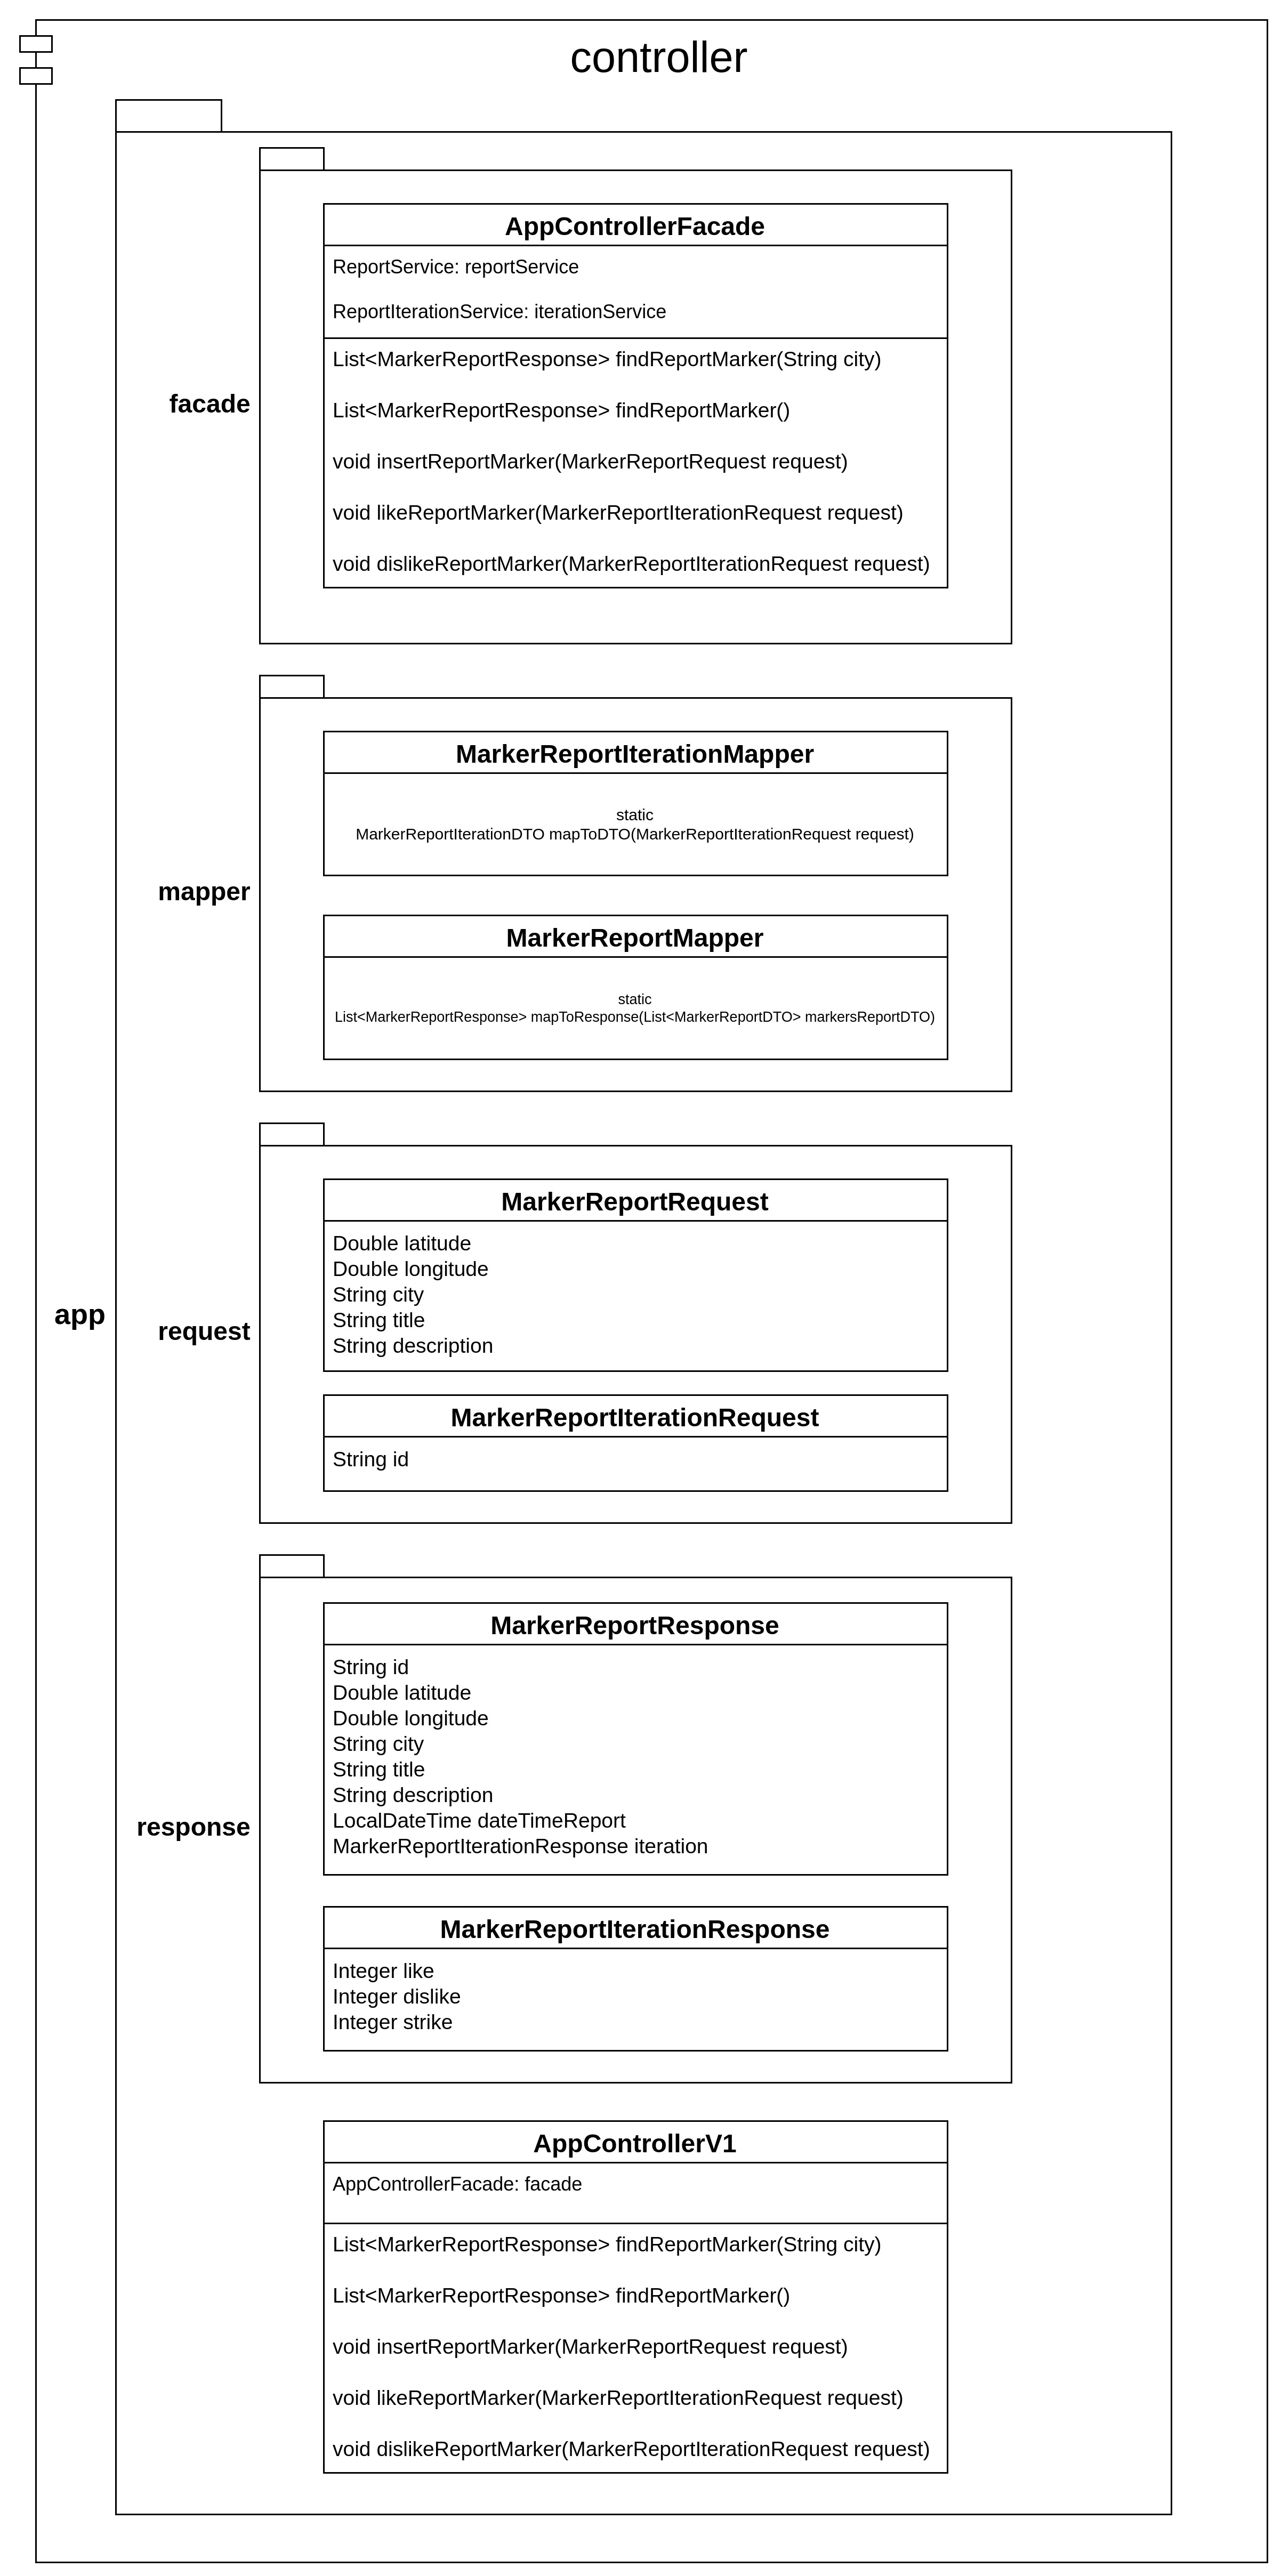 controller
app
facade
AppControllerFacade
ReportService: reportService
ReportIterationService: iterationService
List<MarkerReportResponse> findReportMarker(String city)
List<MarkerReportResponse> findReportMarker()
void insertReportMarker(MarkerReportRequest request)
void likeReportMarker(MarkerReportIterationRequest request)
void dislikeReportMarker(MarkerReportIterationRequest request)
mapper
MarkerReportIterationMapper
static
MarkerReportIterationDTO mapToDTO(MarkerReportIterationRequest request)
MarkerReportMapper
static
List<MarkerReportResponse> mapToResponse(List<MarkerReportDTO> markersReportDTO)
request
MarkerReportRequest
Double latitude
Double longitude
String city
String title
String description
MarkerReportIterationRequest
String id
response
MarkerReportResponse
String id
Double latitude
Double longitude
String city
String title
String description
LocalDateTime dateTimeReport
MarkerReportIterationResponse iteration
MarkerReportIterationResponse
Integer like
Integer dislike
Integer strike
AppControllerV1
AppControllerFacade: facade
List<MarkerReportResponse> findReportMarker(String city)
List<MarkerReportResponse> findReportMarker()
void insertReportMarker(MarkerReportRequest request)
void likeReportMarker(MarkerReportIterationRequest request)
void dislikeReportMarker(MarkerReportIterationRequest request)